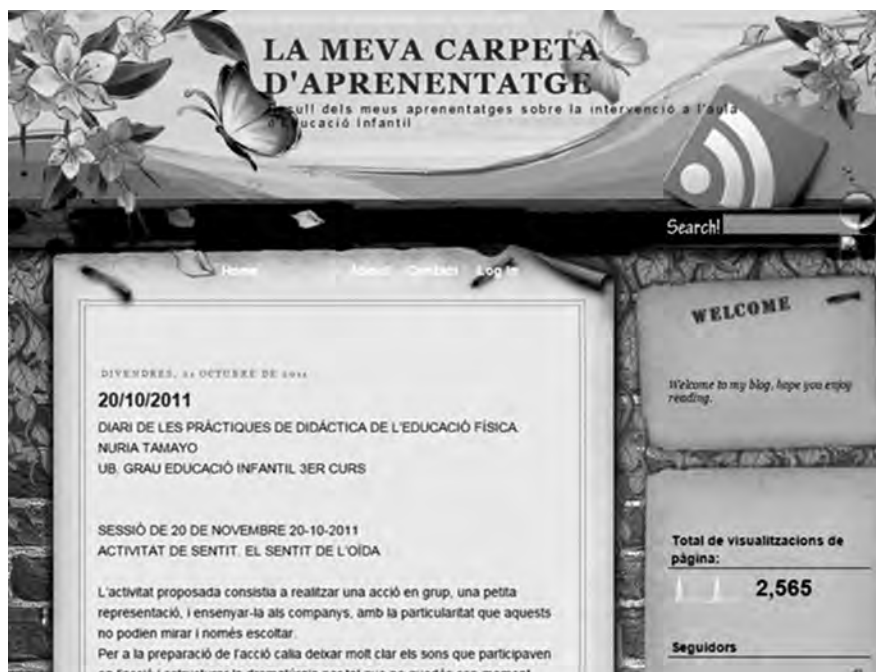 LA MEVA CARPETA
D'APRENENTATGE
Recull dels meus aprenentatges sobre la intervenció a l'aula
d'Educació Infantil
Search!
Home About Contact Log In
WELCOME
Welcome to my blog, hope you enjoy
reading.
DIVENDRES, 21 OCTUBRE DE 2011
20/10/2011
DIARI DE LES PRÀCTIQUES DE DIDÀCTICA DE L'EDUCACIÓ FÍSICA.
NURIA TAMAYO
UB. GRAU EDUCACIÓ INFANTIL 3ER CURS
SESSIÓ DE 20 DE NOVEMBRE 20-10-2011
ACTIVITAT DE SENTIT. EL SENTIT DE L'OÏDA
L'activitat proposada consistia a realitzar una acció en grup, una petita
representació, i ensenyar-la als companys, amb la particularitat que aquests
no podien mirar i només escoltar.
Per a la preparació de l'acció calia deixar molt clar els sons que participaven
Total de visualitzacions de
pàgina:
2,565
Seguidors